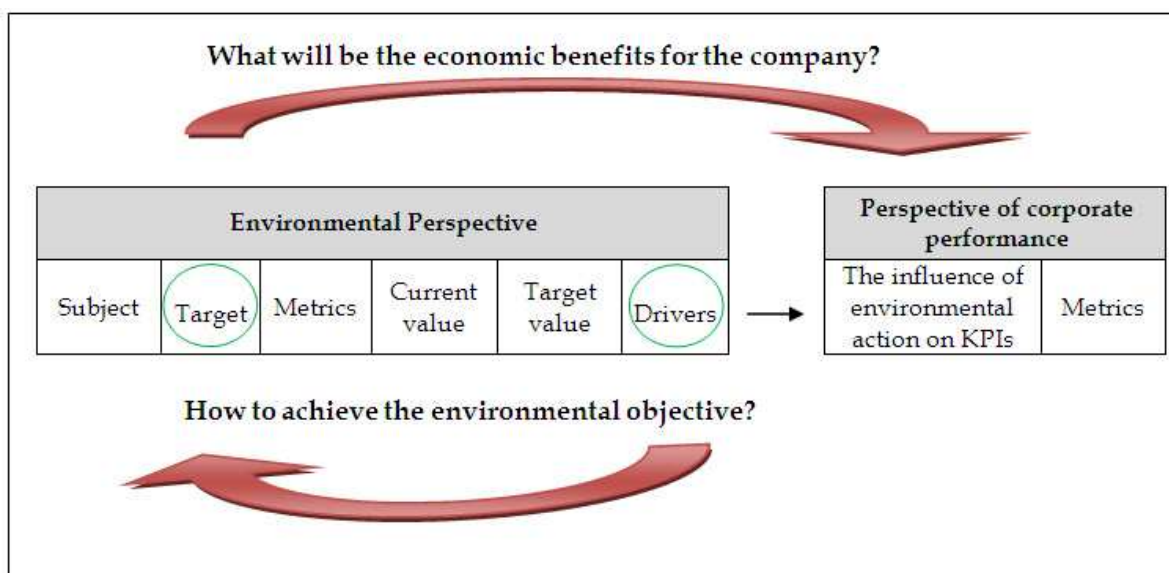 What will be the economic benefits for the company?
Environmental Perspective
Subject
Target
Metrics
Current
value
Target
value
Drivers
Perspective of corporate
performance
The influence of
environmental
action on KPIs
Metrics
How to achieve the environmental objective?